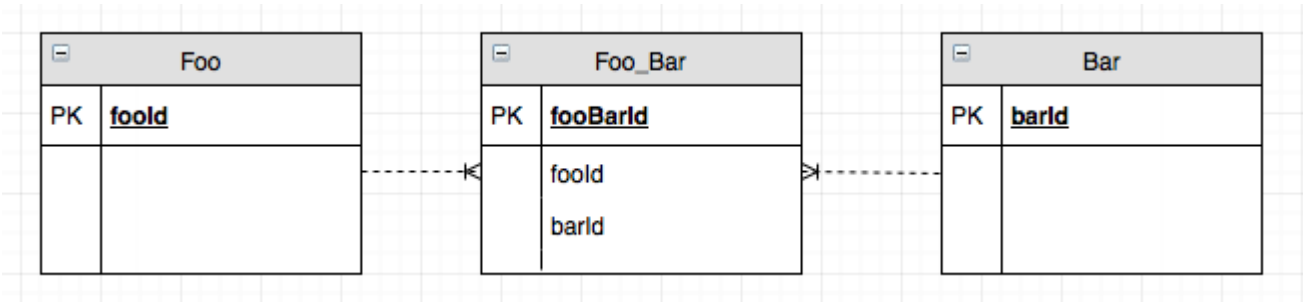 Foo
PK fooId
Foo_Bar
PK fooBarId
fooId
barId
Bar
PK barId